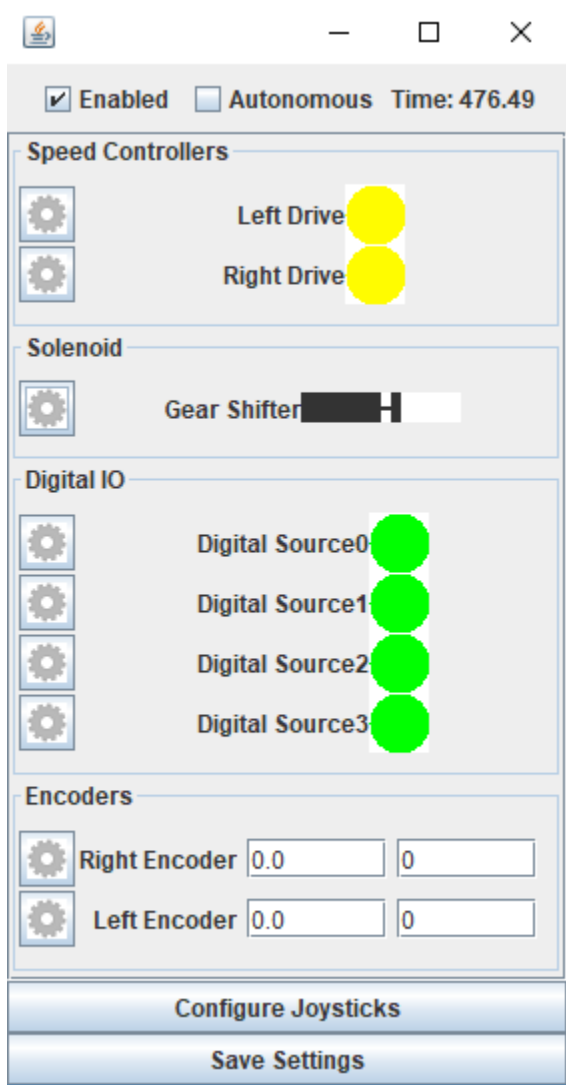 Enabled Autonomous Time: 476.49
Speed Controllers
Left Drive
Right Drive
Solenoid
Gear Shifter
Digital IO
Digital Source0
Digital Source1
Digital Source2
Digital Source3
Encoders
Right Encoder 0.0 0
Left Encoder 0.0 0
Configure Joysticks
Save Settings